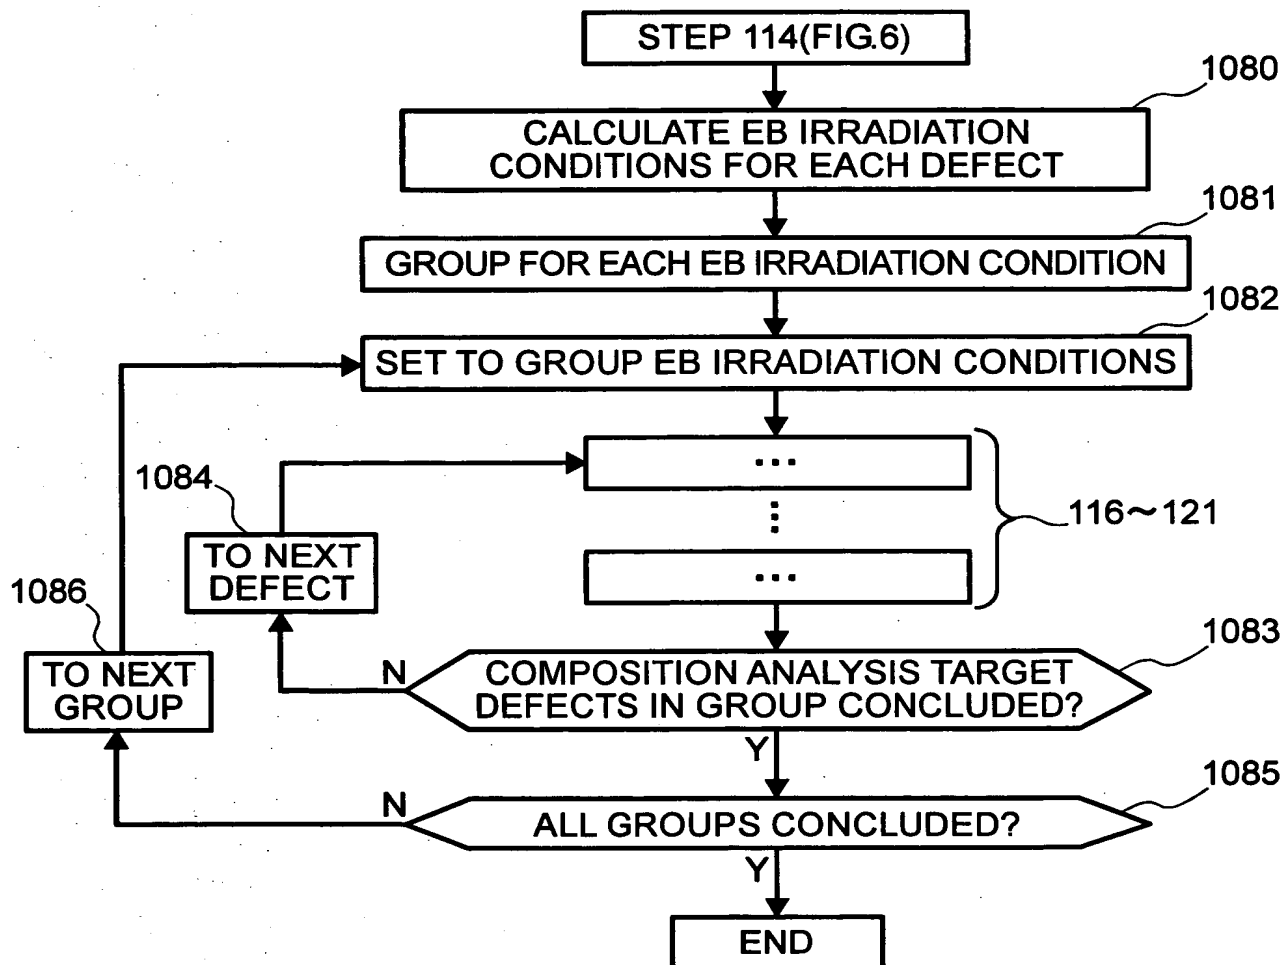 STEP 114(FIG.6)
1080
CALCULATE EB IRRADIATION
CONDITIONS FOR EACH DEFECT
1081
GROUP FOR EACH EB IRRADIATION CONDITION
1082
SET TO GROUP EB IRRADIATION CONDITIONS
...
1084
⋮
116～121
TO NEXT
DEFECT
...
1086
1083
TO NEXT
GROUP
N
COMPOSITION ANALYSIS TARGET
DEFECTS IN GROUP CONCLUDED?
Y
1085
N
ALL GROUPS CONCLUDED?
Y
END